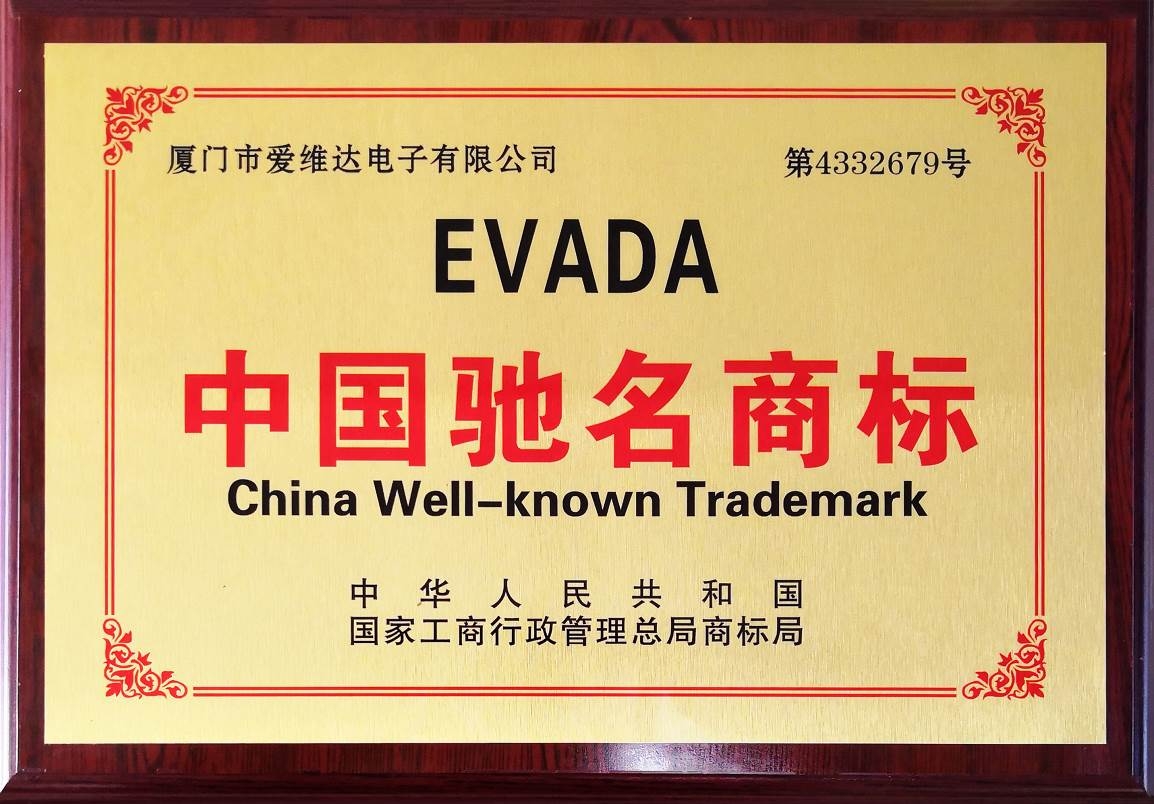 厦门市爱维达电子有限公司 第4332679号
EVADA
中国驰名商标
China Well-known Trademark
中华人民共和国
国家工商行政管理总局商标局